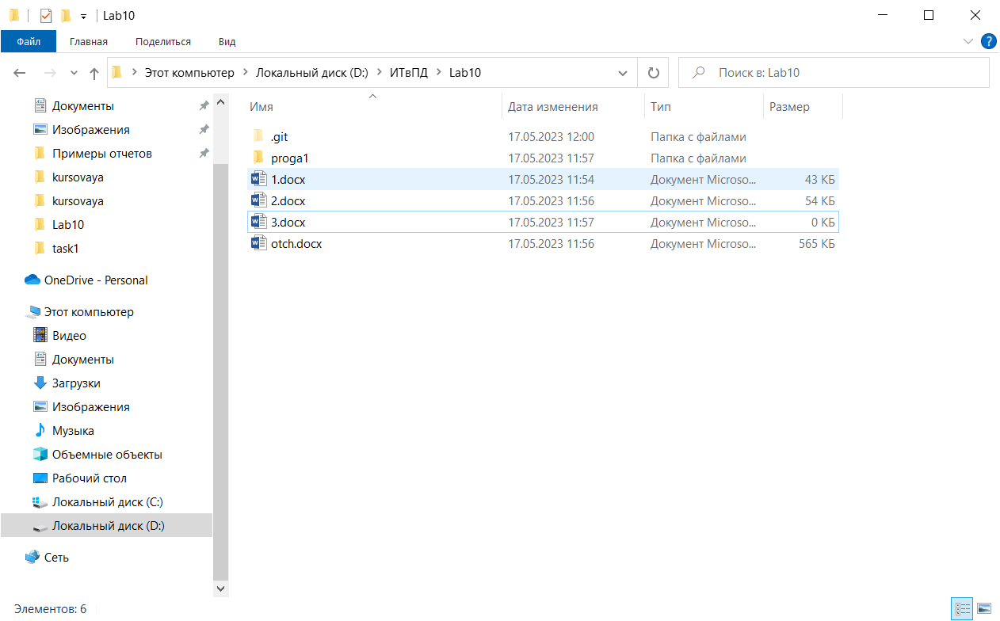 Lab10
Файл Главная Поделиться Вид
Этот компьютер Локальный диск (D:) ИТвПД Lab10 Поиск в: Lab10
Документы
Изображения
Примеры отчетов
kursovaya
kursovaya
Lab10
task1
OneDrive - Personal
Этот компьютер
Видео
Документы
Загрузки
Изображения
Музыка
Объемные объекты
Рабочий стол
Локальный диск (C:)
Локальный диск (D:)
Сеть
Имя Дата изменения Тип Размер
.git 17.05.2023 12:00 Папка с файлами
proga1 17.05.2023 11:57 Папка с файлами
1.docx 17.05.2023 11:54 Документ Microso... 43 КБ
2.docx 17.05.2023 11:56 Документ Microso... 54 КБ
3.docx 17.05.2023 11:57 Документ Microso... 0 КБ
otch.docx 17.05.2023 11:56 Документ Microso... 565 КБ
Элементов: 6